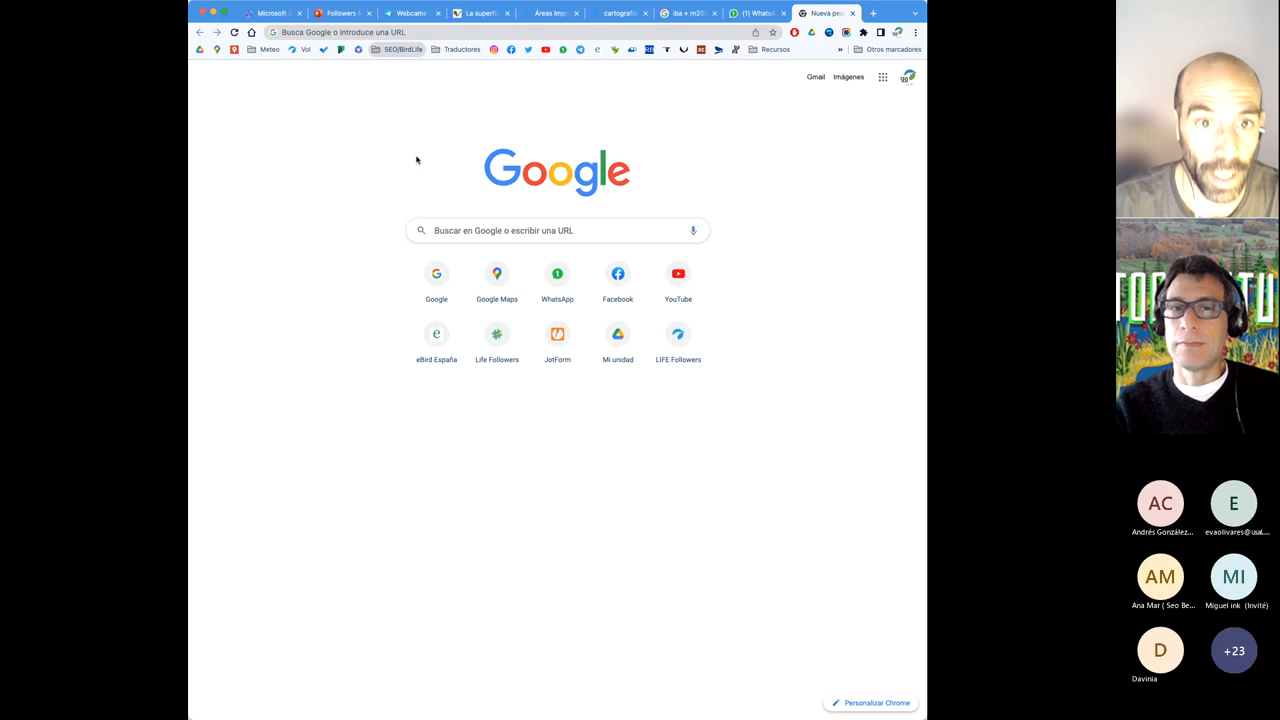 Microsoft
Followers
Webcams
La superfi
Áreas Impo
cartografía
iba + m20
(1) WhatsA
Nueva pes
Busca Google o introduce una URL
Meteo
Vol
SEO/BirdLife
Traductores
Recursos
»
Otros marcadores
Gmail
Imágenes
Google
Buscar en Google o escribir una URL
Google
Google Maps
WhatsApp
Facebook
YouTube
eBird España
Life Followers
JotForm
Mi unidad
LIFE Followers
Personalizar Chrome
AC
E
Andrés González...
evaolivares@usal....
AM
MI
Ana Mar ( Seo Be...
Miguel ink (Invité)
D
+23
Davinia